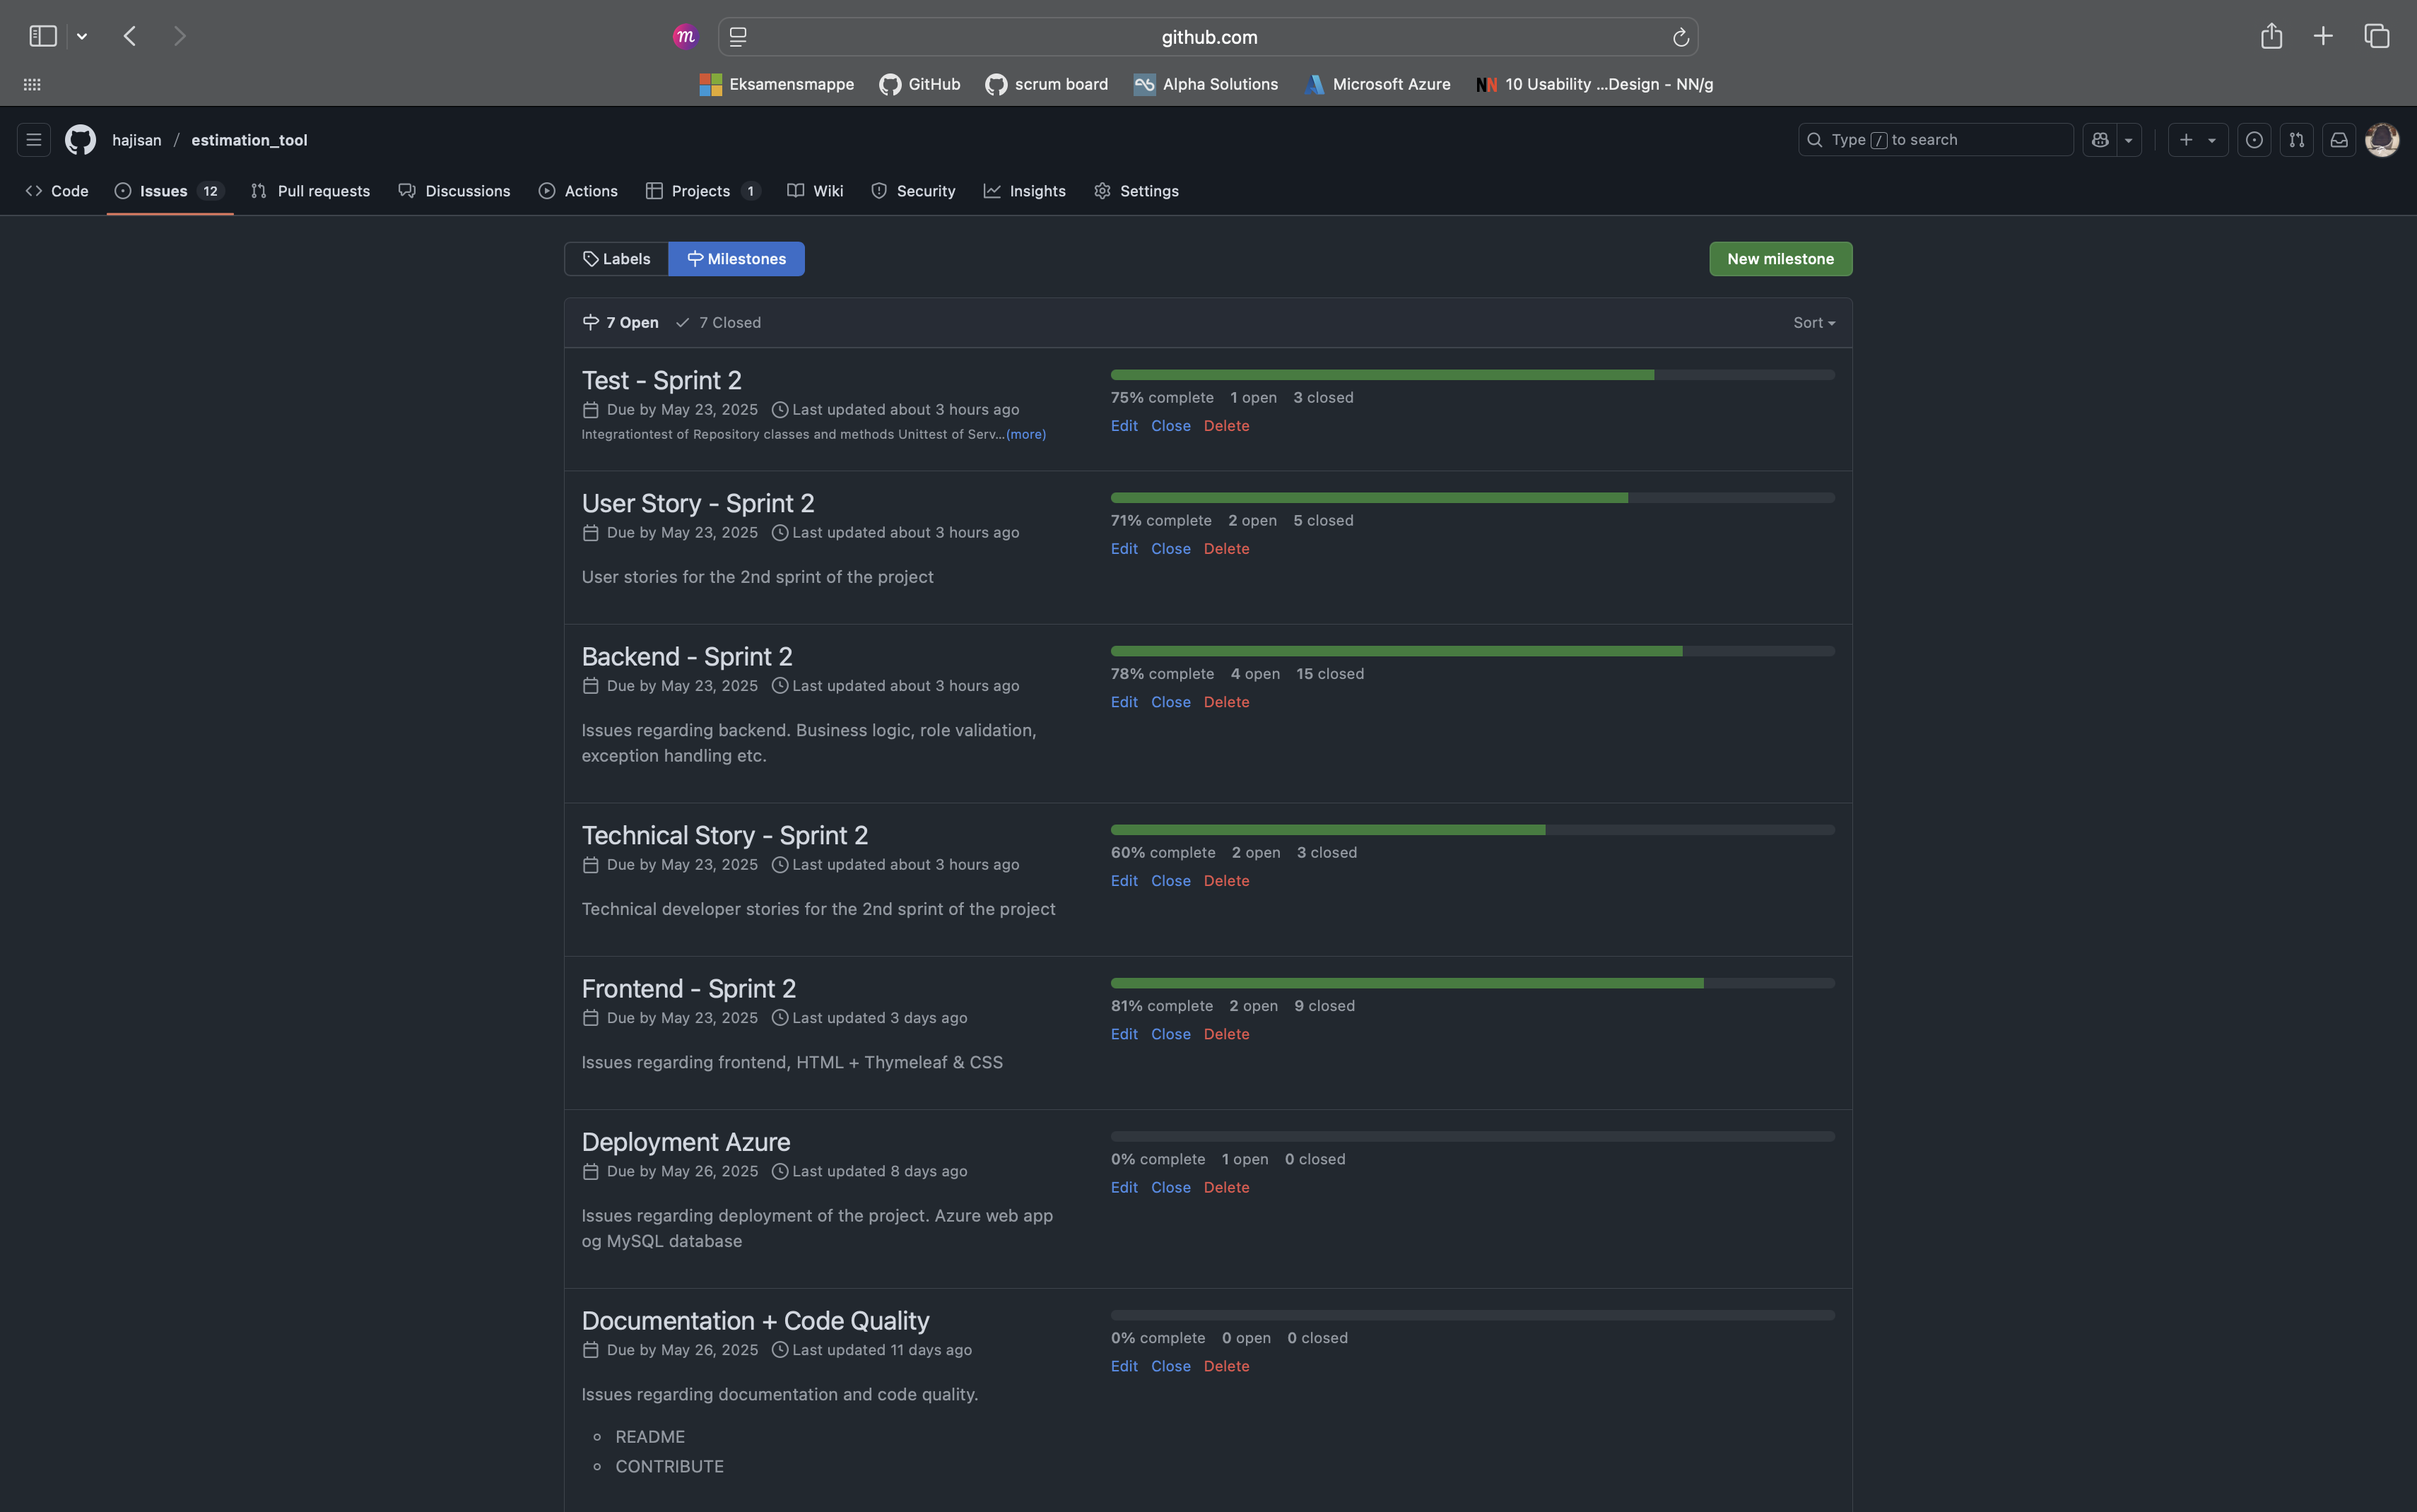 m
github.com
Eksamensmappe GitHub scrum board Alpha Solutions Microsoft Azure NN 10 Usability ...Design - NN/g
hajisan / estimation_tool Type / to search
Code Issues 12 Pull requests Discussions Actions Projects 1 Wiki Security Insights Settings
Labels Milestones New milestone
7 Open 7 Closed Sort
Test - Sprint 2
Due by May 23, 2025 Last updated about 3 hours ago
Integrationtest of Repository classes and methods Unittest of Serv...(more)
75% complete 1 open 3 closed
Edit Close Delete
User Story - Sprint 2
Due by May 23, 2025 Last updated about 3 hours ago
User stories for the 2nd sprint of the project
71% complete 2 open 5 closed
Edit Close Delete
Backend - Sprint 2
Due by May 23, 2025 Last updated about 3 hours ago
Issues regarding backend. Business logic, role validation,
exception handling etc.
78% complete 4 open 15 closed
Edit Close Delete
Technical Story - Sprint 2
Due by May 23, 2025 Last updated about 3 hours ago
Technical developer stories for the 2nd sprint of the project
60% complete 2 open 3 closed
Edit Close Delete
Frontend - Sprint 2
Due by May 23, 2025 Last updated 3 days ago
Issues regarding frontend, HTML + Thymeleaf & CSS
81% complete 2 open 9 closed
Edit Close Delete
Deployment Azure
Due by May 26, 2025 Last updated 8 days ago
Issues regarding deployment of the project. Azure web app
og MySQL database
0% complete 1 open 0 closed
Edit Close Delete
Documentation + Code Quality
Due by May 26, 2025 Last updated 11 days ago
Issues regarding documentation and code quality.
README
CONTRIBUTE
0% complete 0 open 0 closed
Edit Close Delete